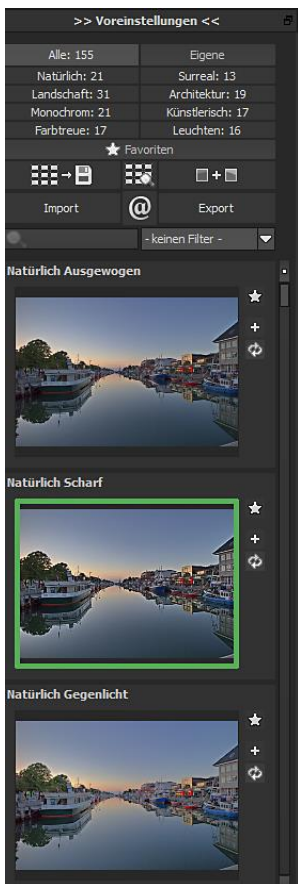 >> Voreinstellungen <<
Alle: 155 Eigene
Natürlich: 21 Surreal: 13
Landschaft: 31 Architektur: 19
Monochrom: 21 Künstlerisch: 17
Farbtreue: 17 Leuchten: 16
Favoriten
Import @ Export
- keinen Filter -
Natürlich Ausgewogen
Natürlich Scharf
Natürlich Gegenlicht